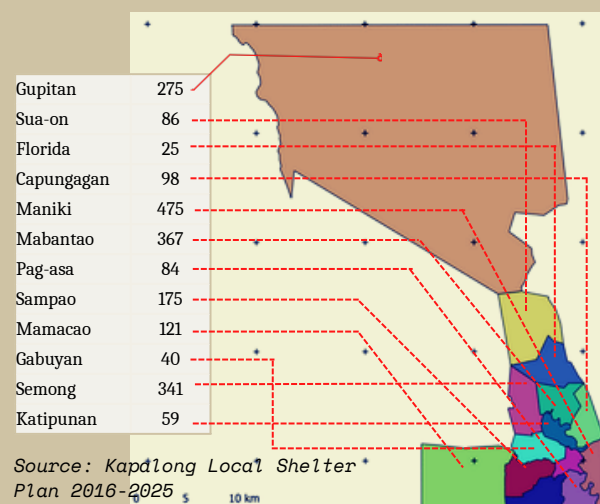 Gupitan 275
Sua-on 86
Florida 25
Capungagan 98
Maniki 475
Mabantao 367
Pag-asa 84
Sampao 175
Mamacao 121
Gabuyan 40
Semong 341
Katipunan 59
Source: Kapalong Local Shelter
Plan 2016-2025
0 5 10 km